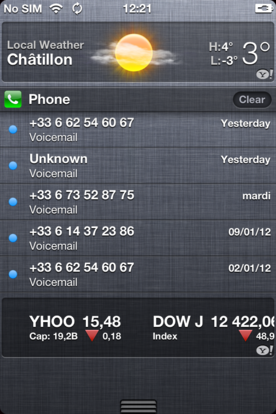 No SIM 12:21
Local Weather
Châtillon
H:4°
L:-3°
3°
Y!
Phone Clear
+33 6 62 54 60 67 Yesterday
Voicemail
Unknown Yesterday
Voicemail
+33 6 73 52 87 75 mardi
Voicemail
+33 6 14 37 23 86 09/01/12
Voicemail
+33 6 62 54 60 67 02/01/12
Voicemail
YHOO 15,48 DOW J 12 422,06
Cap: 19,2B 0,18 Index 48,9
Y!